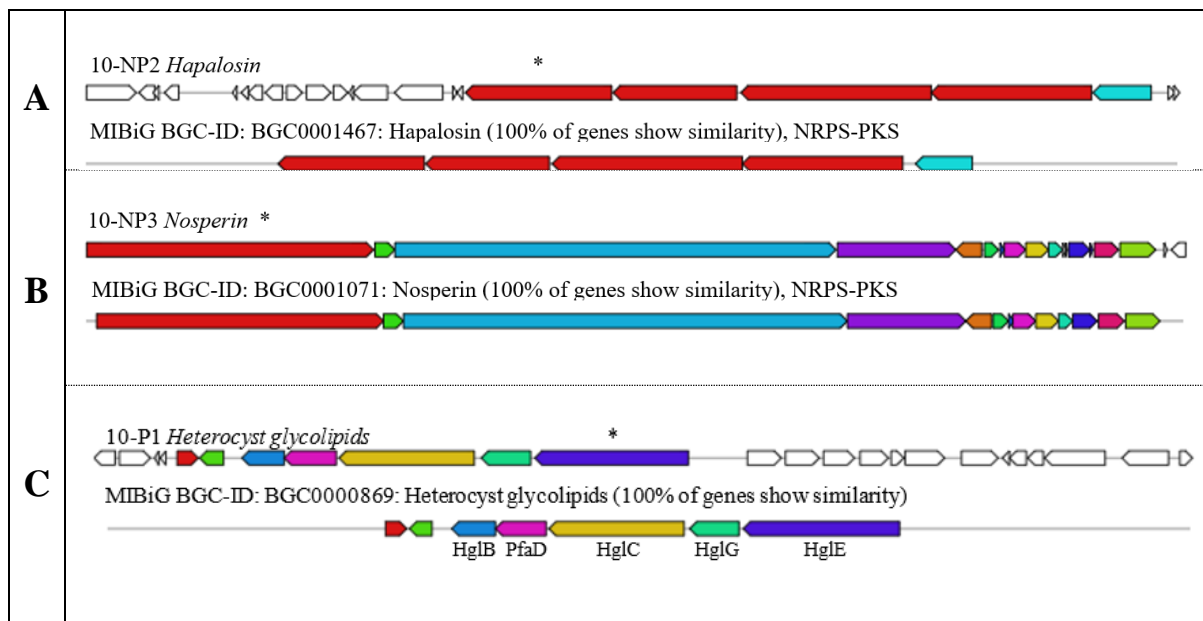 A
10-NP2 Hapalosin *
MIBiG BGC-ID: BGC0001467: Hapalosin (100% of genes show similarity), NRPS-PKS
B
10-NP3 Nosperin *
MIBiG BGC-ID: BGC0001071: Nosperin (100% of genes show similarity), NRPS-PKS
C
10-P1 Heterocyst glycolipids *
MIBiG BGC-ID: BGC0000869: Heterocyst glycolipids (100% of genes show similarity)
HglB PfaD HglC HglG HglE